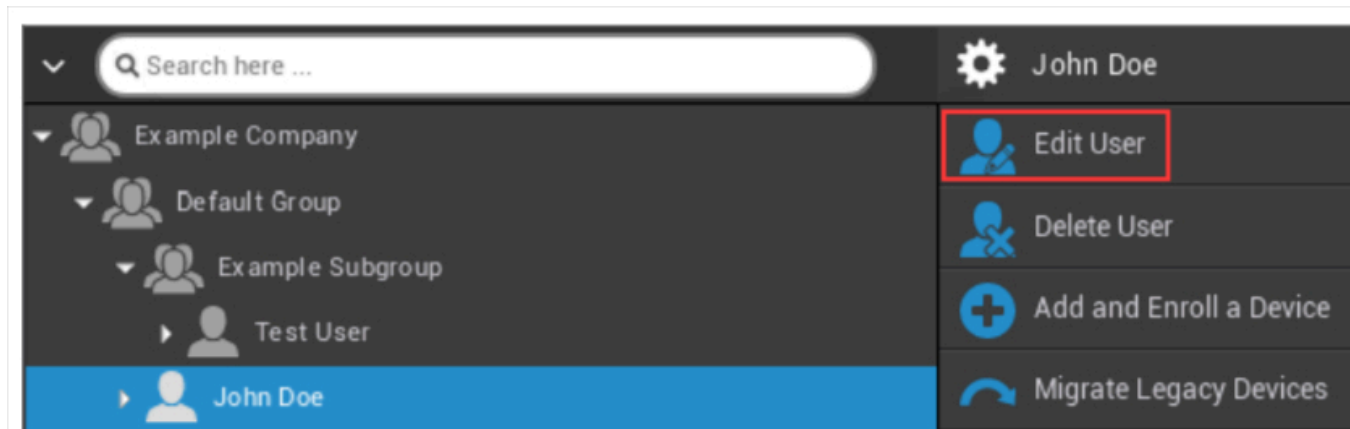 Search here ...
Example Company
Default Group
Example Subgroup
Test User
John Doe
John Doe
Edit User
Delete User
Add and Enroll a Device
Migrate Legacy Devices